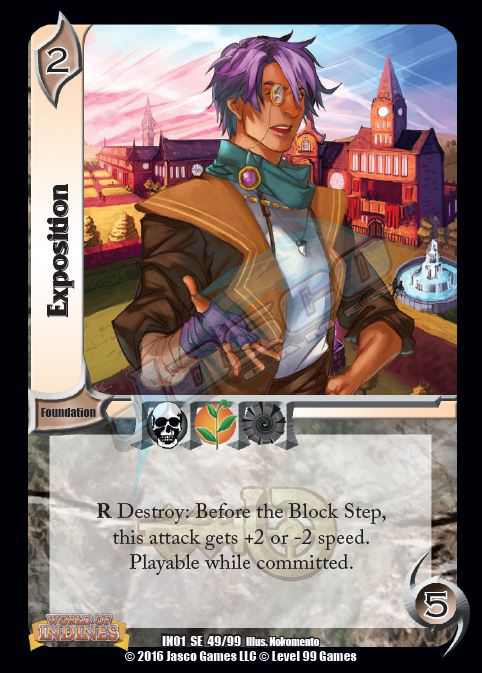 2
Exposition
Foundation
R Destroy: Before the Block Step,
this attack gets +2 or -2 speed.
Playable while committed.
5
WORLD OF
INDINES
IN01 SE 49/99 Illus. Nokomento
© 2016 Jasco Games LLC © Level 99 Games